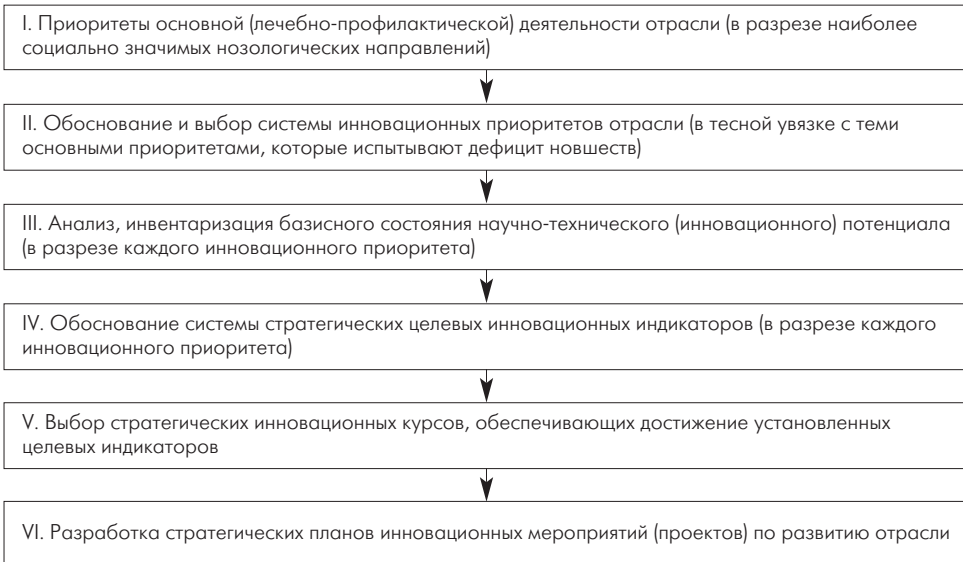 I. Приоритеты основной (лечебно-профилактической) деятельности отрасли (в разрезе наиболее
социально значимых нозологических направлений)
II. Обоснование и выбор системы инновационных приоритетов отрасли (в тесной увязке с теми
основными приоритетами, которые испытывают дефицит новшеств)
III. Анализ, инвентаризация базисного состояния научно-технического (инновационного) потенциала
(в разрезе каждого инновационного приоритета)
IV. Обоснование системы стратегических целевых инновационных индикаторов (в разрезе каждого
инновационного приоритета)
V. Выбор стратегических инновационных курсов, обеспечивающих достижение установленных
целевых индикаторов
VI. Разработка стратегических планов инновационных мероприятий (проектов) по развитию отрасли